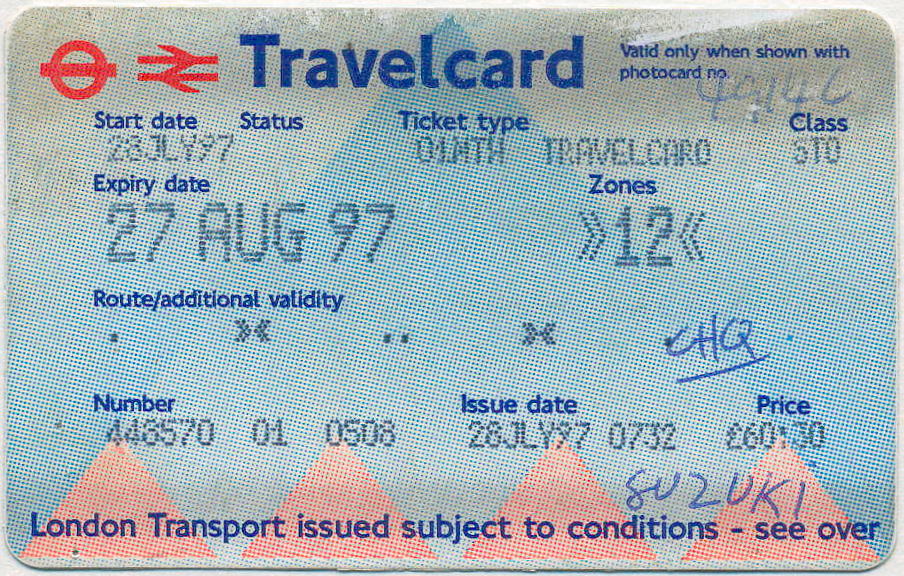 Travelcard
Valid only when shown with
photocard no.
Start date Status Ticket type Class
28JLY97 01MTH TRAVELCARD STD
Expiry date Zones
27 AUG 97 »12«
Route/additional validity
CHQ
Number Issue date Price
448570 01 0508 28JLY97 0732 £60.30
SUZUKI
London Transport issued subject to conditions - see over